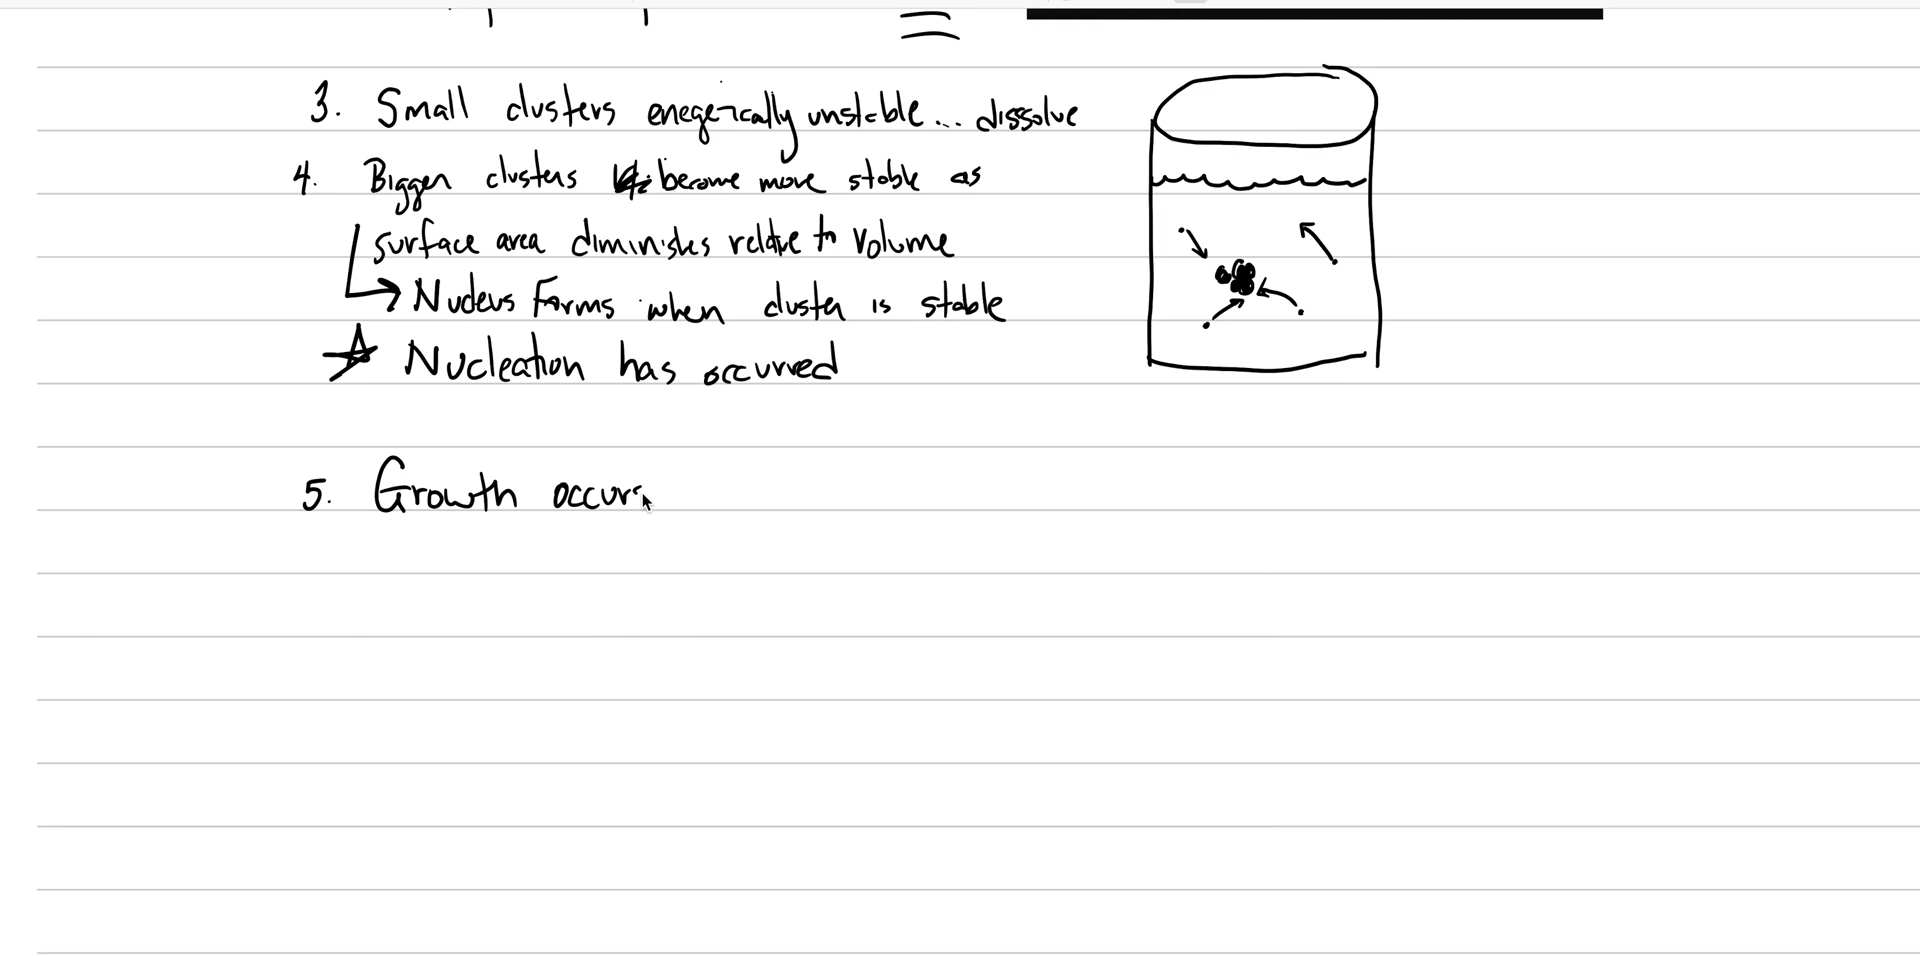 3. Small clusters enegerically unstable... dissolve
4. Bigger clusters become more stable as
surface area diminishes relative to volume
Nucleus Forms when cluster is stable
Nucleation has occurred
5. Growth occurs